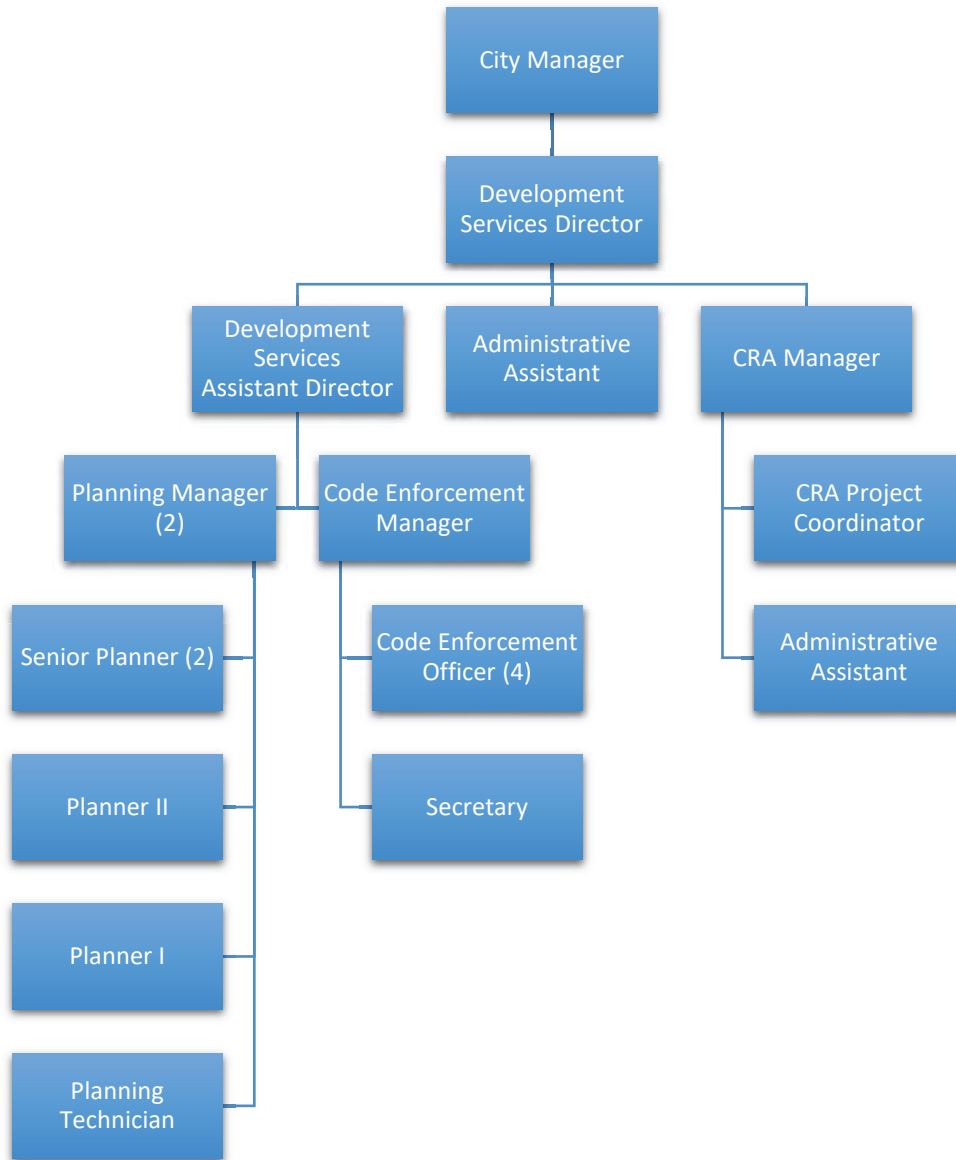 City Manager
Development
Services Director
Development
Services
Assistant Director
Administrative
Assistant
CRA Manager
Planning Manager
(2)
Code Enforcement
Manager
CRA Project
Coordinator
Senior Planner (2)
Code Enforcement
Officer (4)
Administrative
Assistant
Planner II
Secretary
Planner I
Planning
Technician